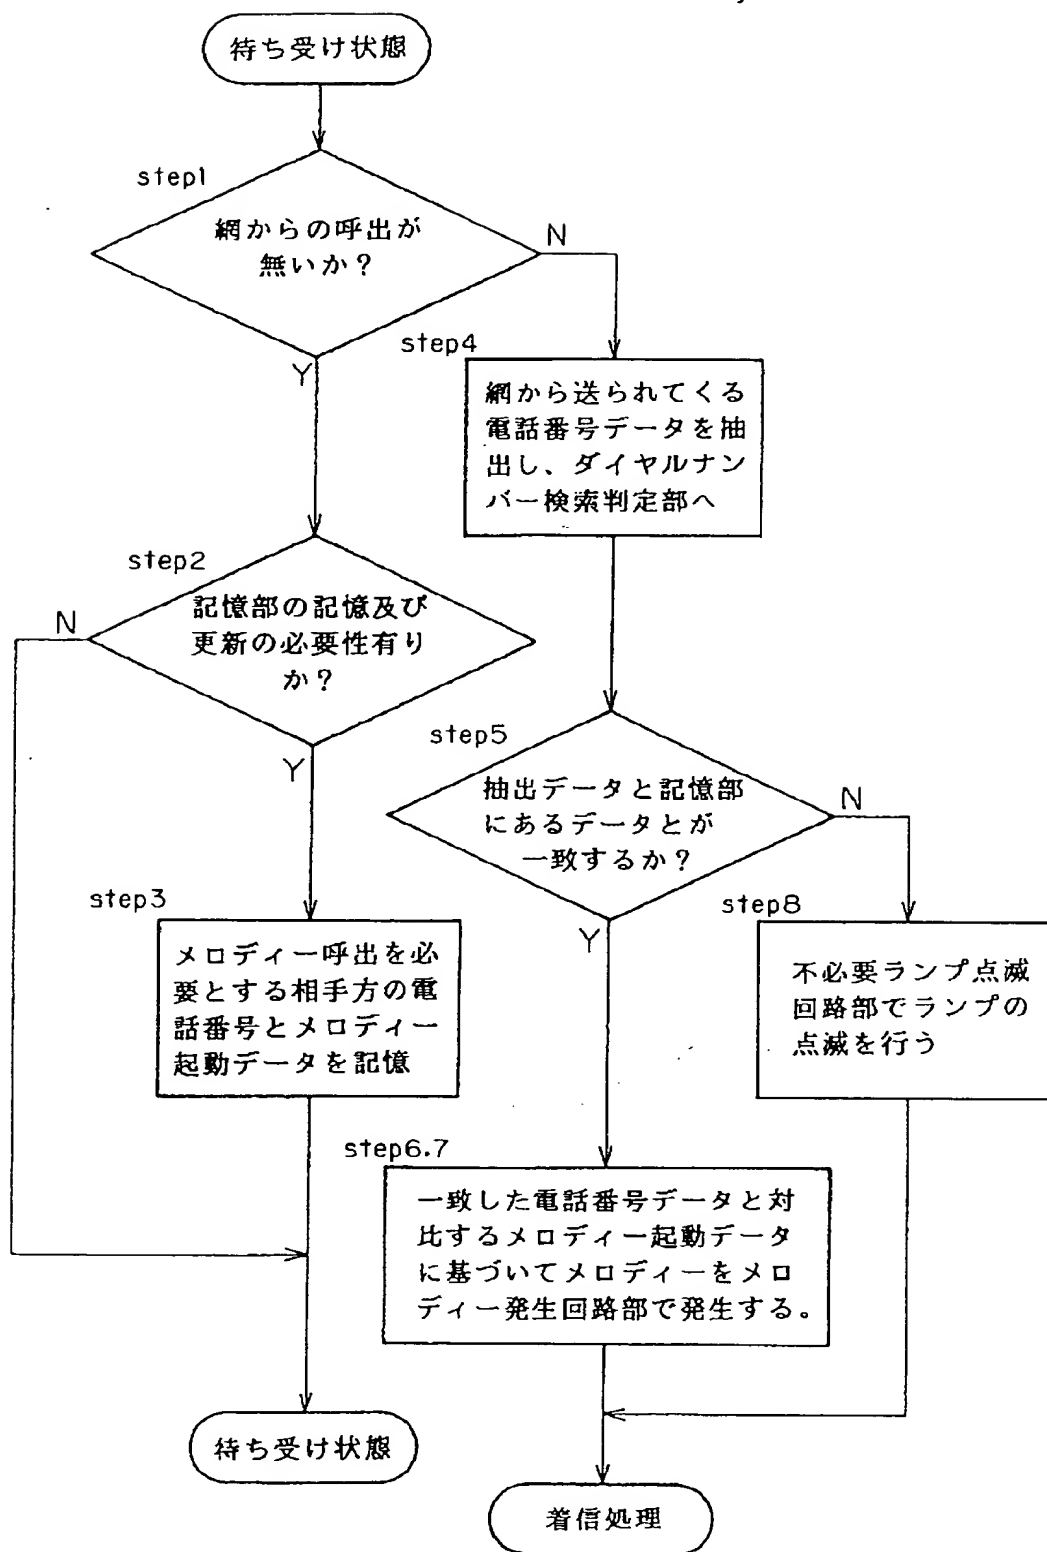 待ち受け状態
step1
網からの呼出が
無いか？
N
Y
step4
網から送られてくる
電話番号データを抽
出し、ダイヤルナン
バー検索判定部へ
step2
記憶部の記憶及び
更新の必要性有り
か？
N
Y
step5
抽出データと記憶部
にあるデータとが
一致するか？
N
Y
step3
メロディー呼出を必
要とする相手方の電
話番号とメロディー
起動データを記憶
step8
不必要ランプ点滅
回路部でランプの
点滅を行う
step6.7
一致した電話番号データと対
比するメロディー起動データ
に基づいてメロディーをメロ
ディー発生回路部で発生する。
待ち受け状態
着信処理